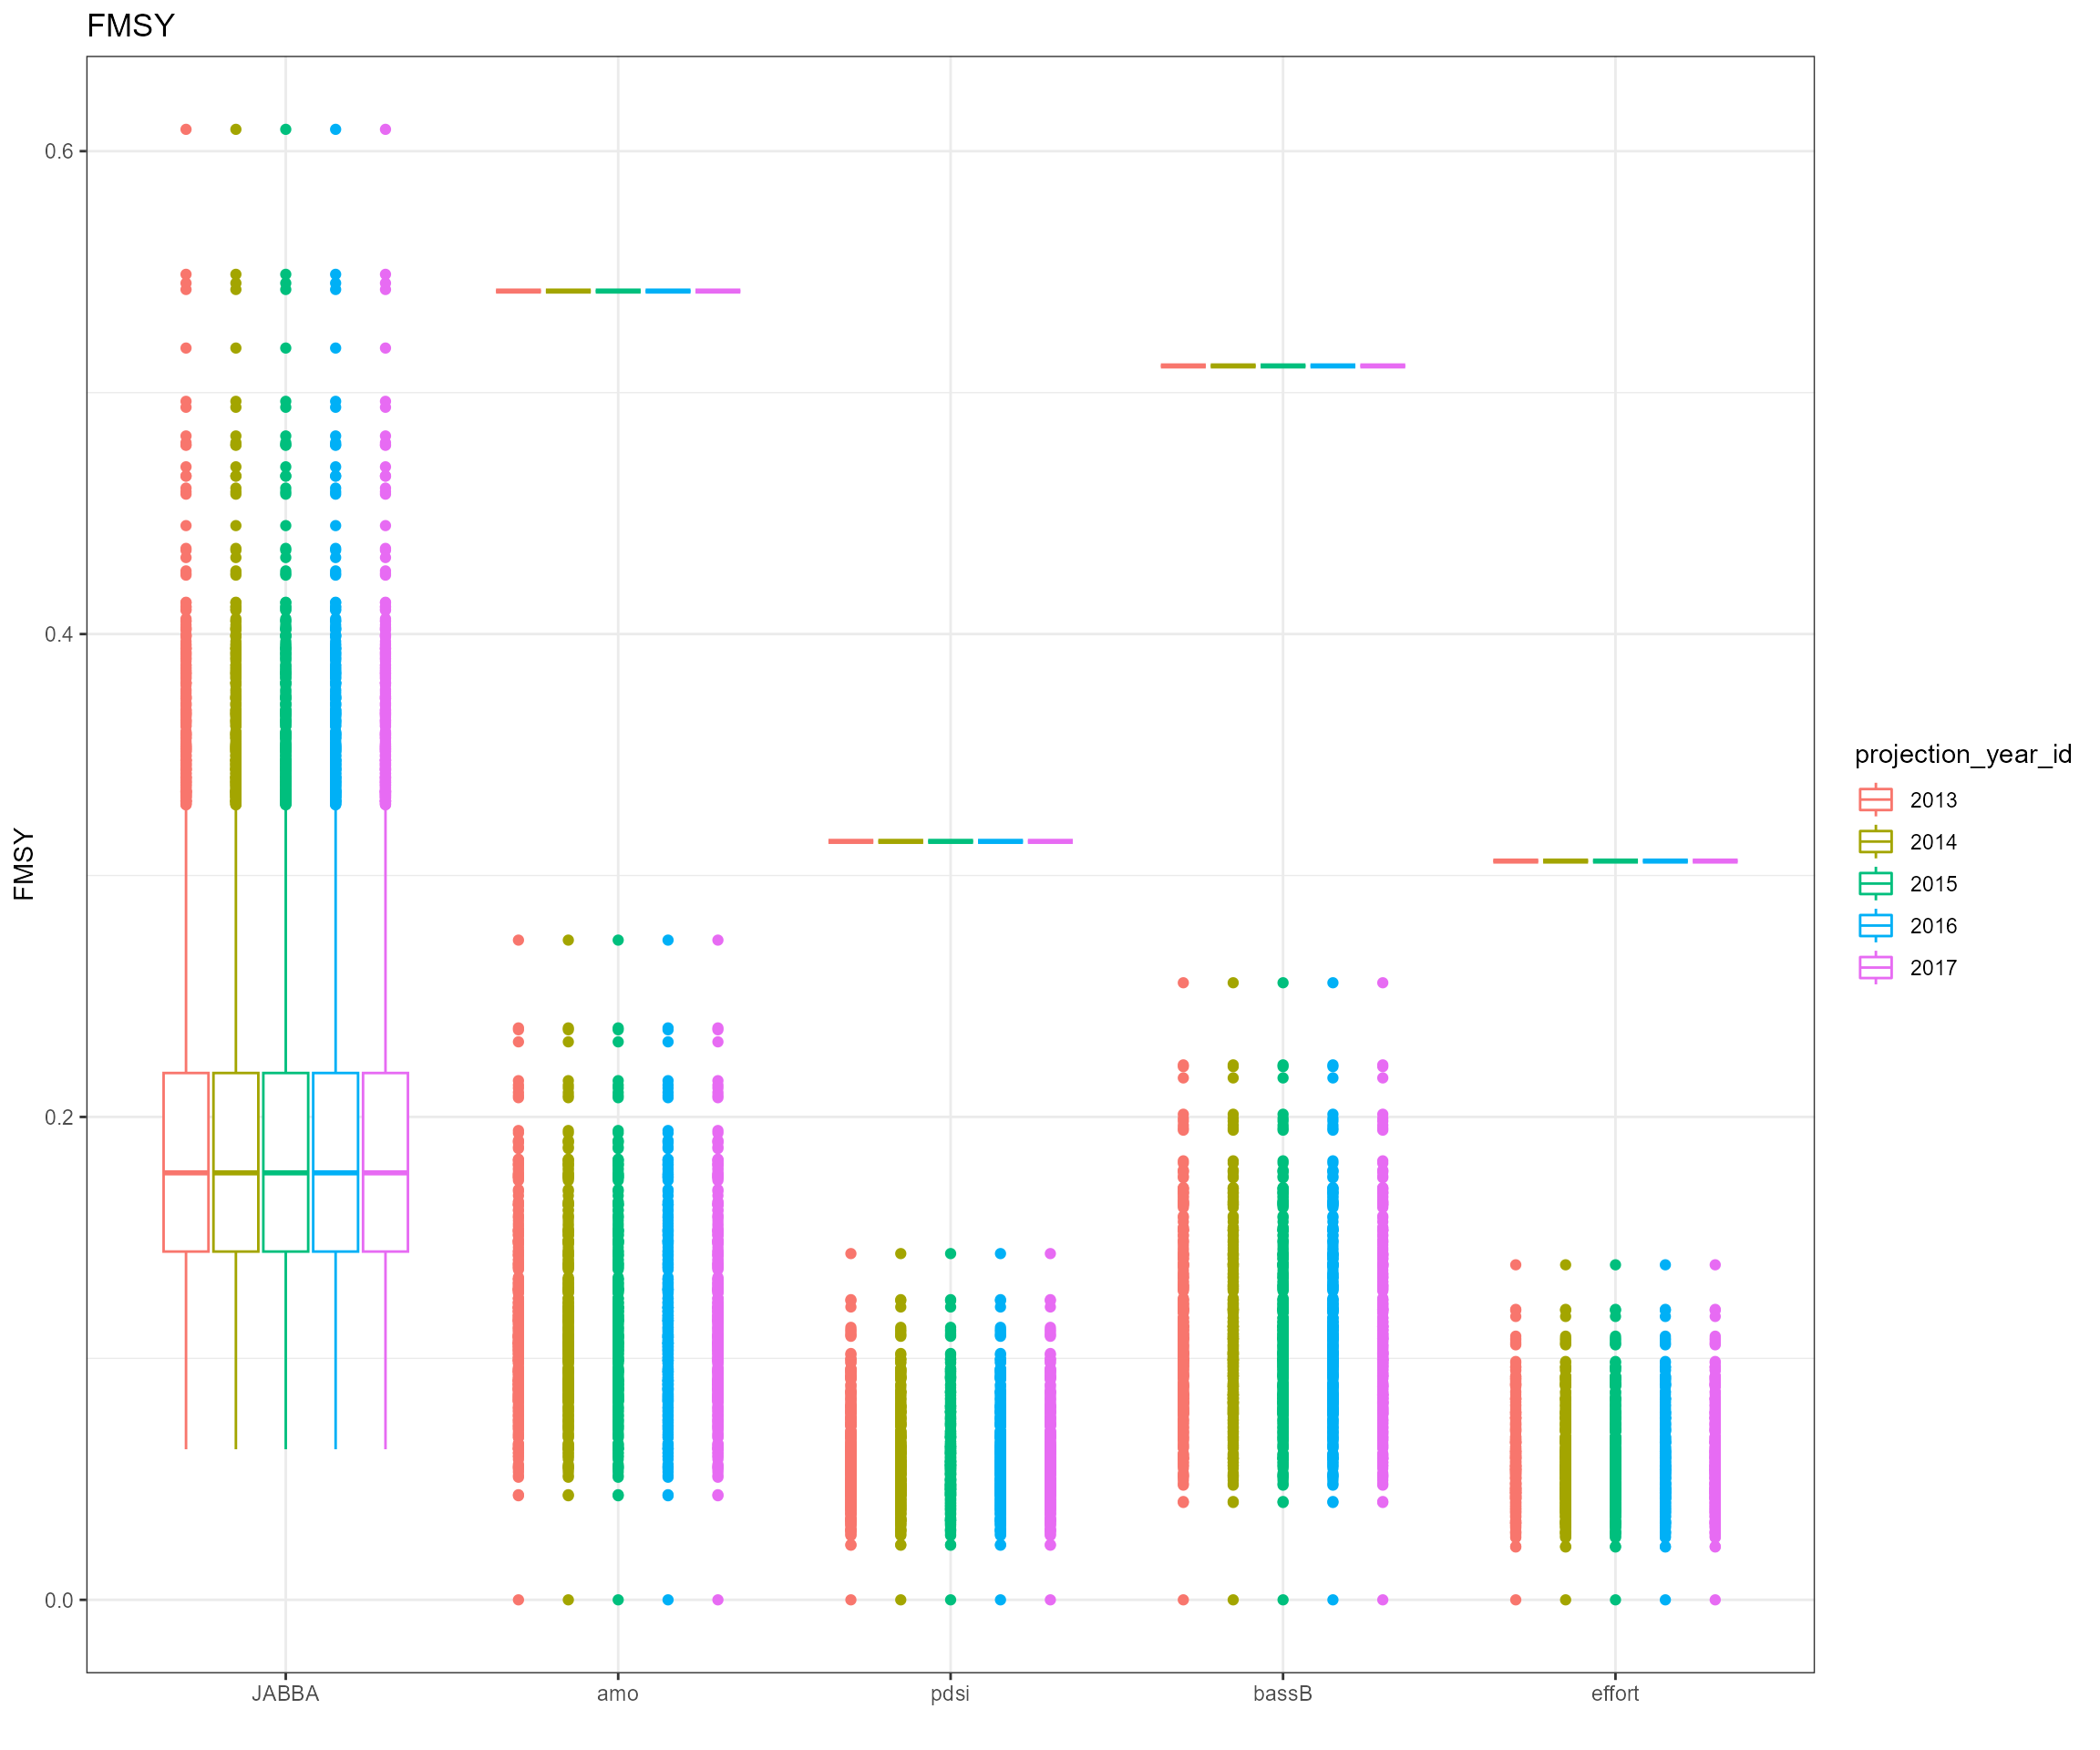 FMSY
FMSY
0.6
0.4
0.2
0.0
JABBA
amo
pdsi
bassB
effort
projection_year_id
2013
2014
2015
2016
2017